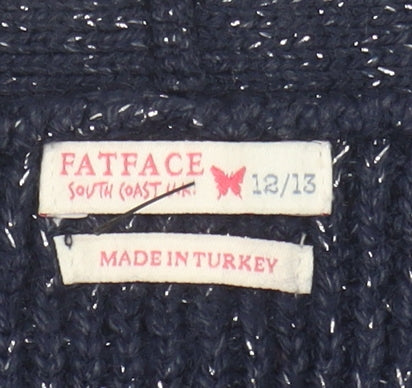 FATFACE
SOUTH COAST U.K.
12/13
MADE IN TURKEY